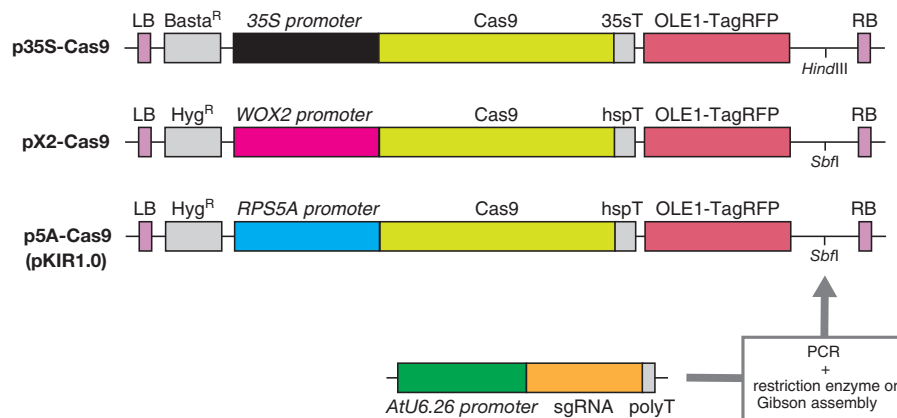 LB Basta^R 35S promoter Cas9 35sT OLE1-TagRFP RB
p35S-Cas9
HindIII
LB Hyg^R WOX2 promoter Cas9 hspT OLE1-TagRFP RB
pX2-Cas9
SbfI
LB Hyg^R RPS5A promoter Cas9 hspT OLE1-TagRFP RB
p5A-Cas9
(pKIR1.0)
SbfI
AtU6.26 promoter sgRNA polyT
PCR
+
restriction enzyme or
Gibson assembly